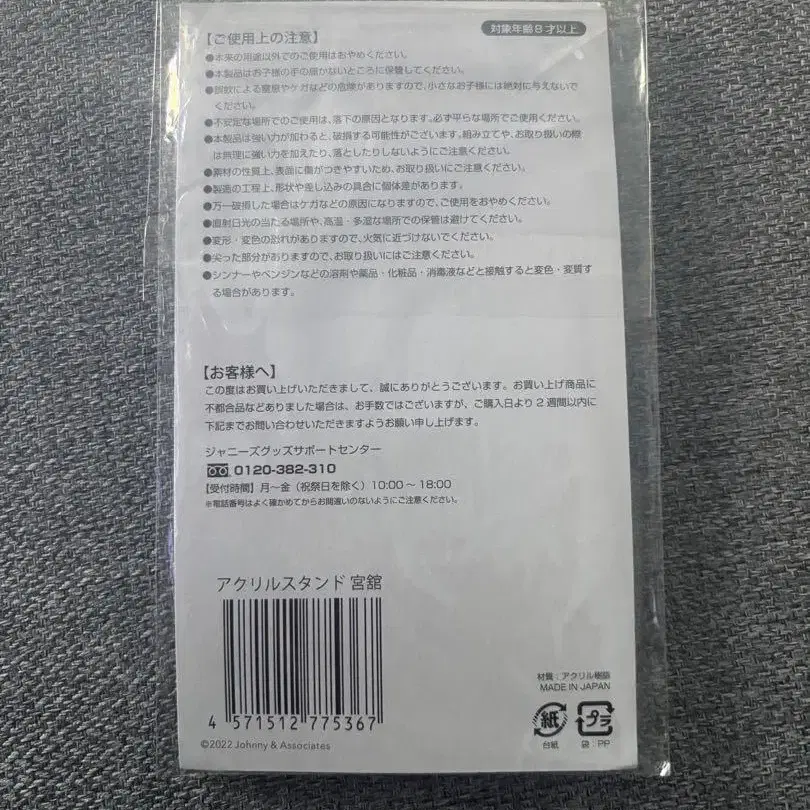 対象年齢8才以上
【ご使用上の注意】
●本来の用途以外でのご使用はおやめください。
●本製品はお子様の手の届かないところに保管してください。
●誤飲による窒息やケガなどの危険がありますので、小さなお子様には絶対に与えないで
ください。
●不安定な場所でのご使用は、落下の原因となります。必ず平らな場所でご使用ください。
●本製品は強い力が加わると、破損する可能性がございます。組み立てや、お取り扱いの際
は無理に強い力を加えたり、落としたりしないようにご注意ください。
●素材の性質上、表面に傷がつきやすいため、お取り扱いにご注意ください。
●製造の工程上、形状や差し込みの具合に個体差があります。
●万一破損した場合はケガなどの原因になりますので、ご使用をおやめください。
●直射日光の当たる場所や、高温・多湿な場所での保管は避けてください。
●変形・変色の恐れがありますので、火気に近づけないでください。
●尖った部分がありますので、お取り扱いにはご注意ください。
●シンナーやベンジンなどの溶剤や薬品・化粧品・消毒液などと接触すると変色・変質す
る場合があります。
【お客様へ】
この度はお買い上げいただきまして、誠にありがとうございます。お買い上げ商品に
不都合品などありました場合は、お手数ではございますが、ご購入日より2週間以内に
下記までお問い合わせいただきますようお願い申し上げます。
ジャニーズグッズサポートセンター
0120-382-310
【受付時間】月～金（祝祭日を除く）10:00～18:00
※電話番号はよく確かめてからお間違いのないようにご注意ください。
アクリルスタンド 宮舘
4 571512 775367
©2022 Johnny & Associates
材質：アクリル樹脂
MADE IN JAPAN
紙 プラ
台紙 袋：PP